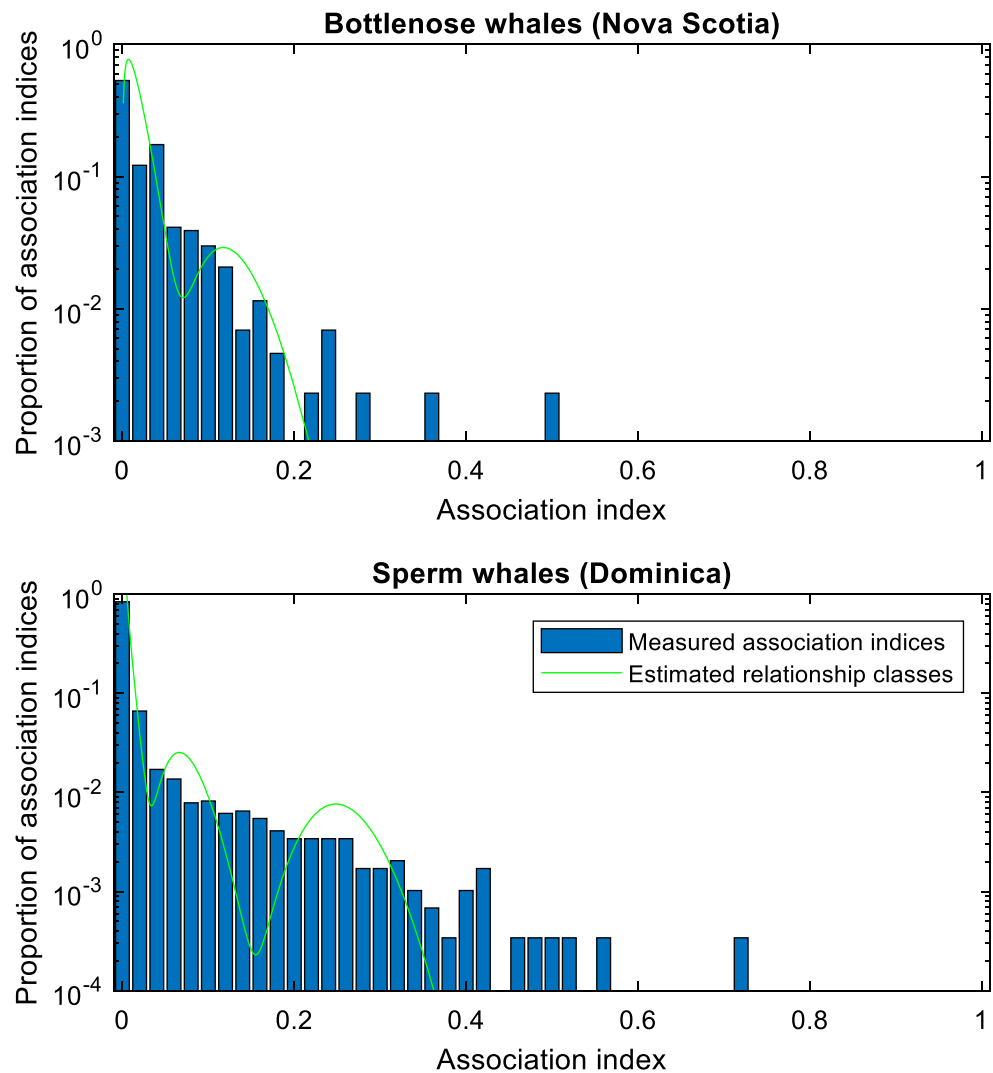 Bottlenose whales (Nova Scotia)
Proportion of association indices
10^0
10^-1
10^-2
10^-3
0 0.2 0.4 0.6 0.8 1
Association index
Sperm whales (Dominica)
Proportion of association indices
10^0
10^-1
10^-2
10^-3
10^-4
Measured association indices
Estimated relationship classes
0 0.2 0.4 0.6 0.8 1
Association index